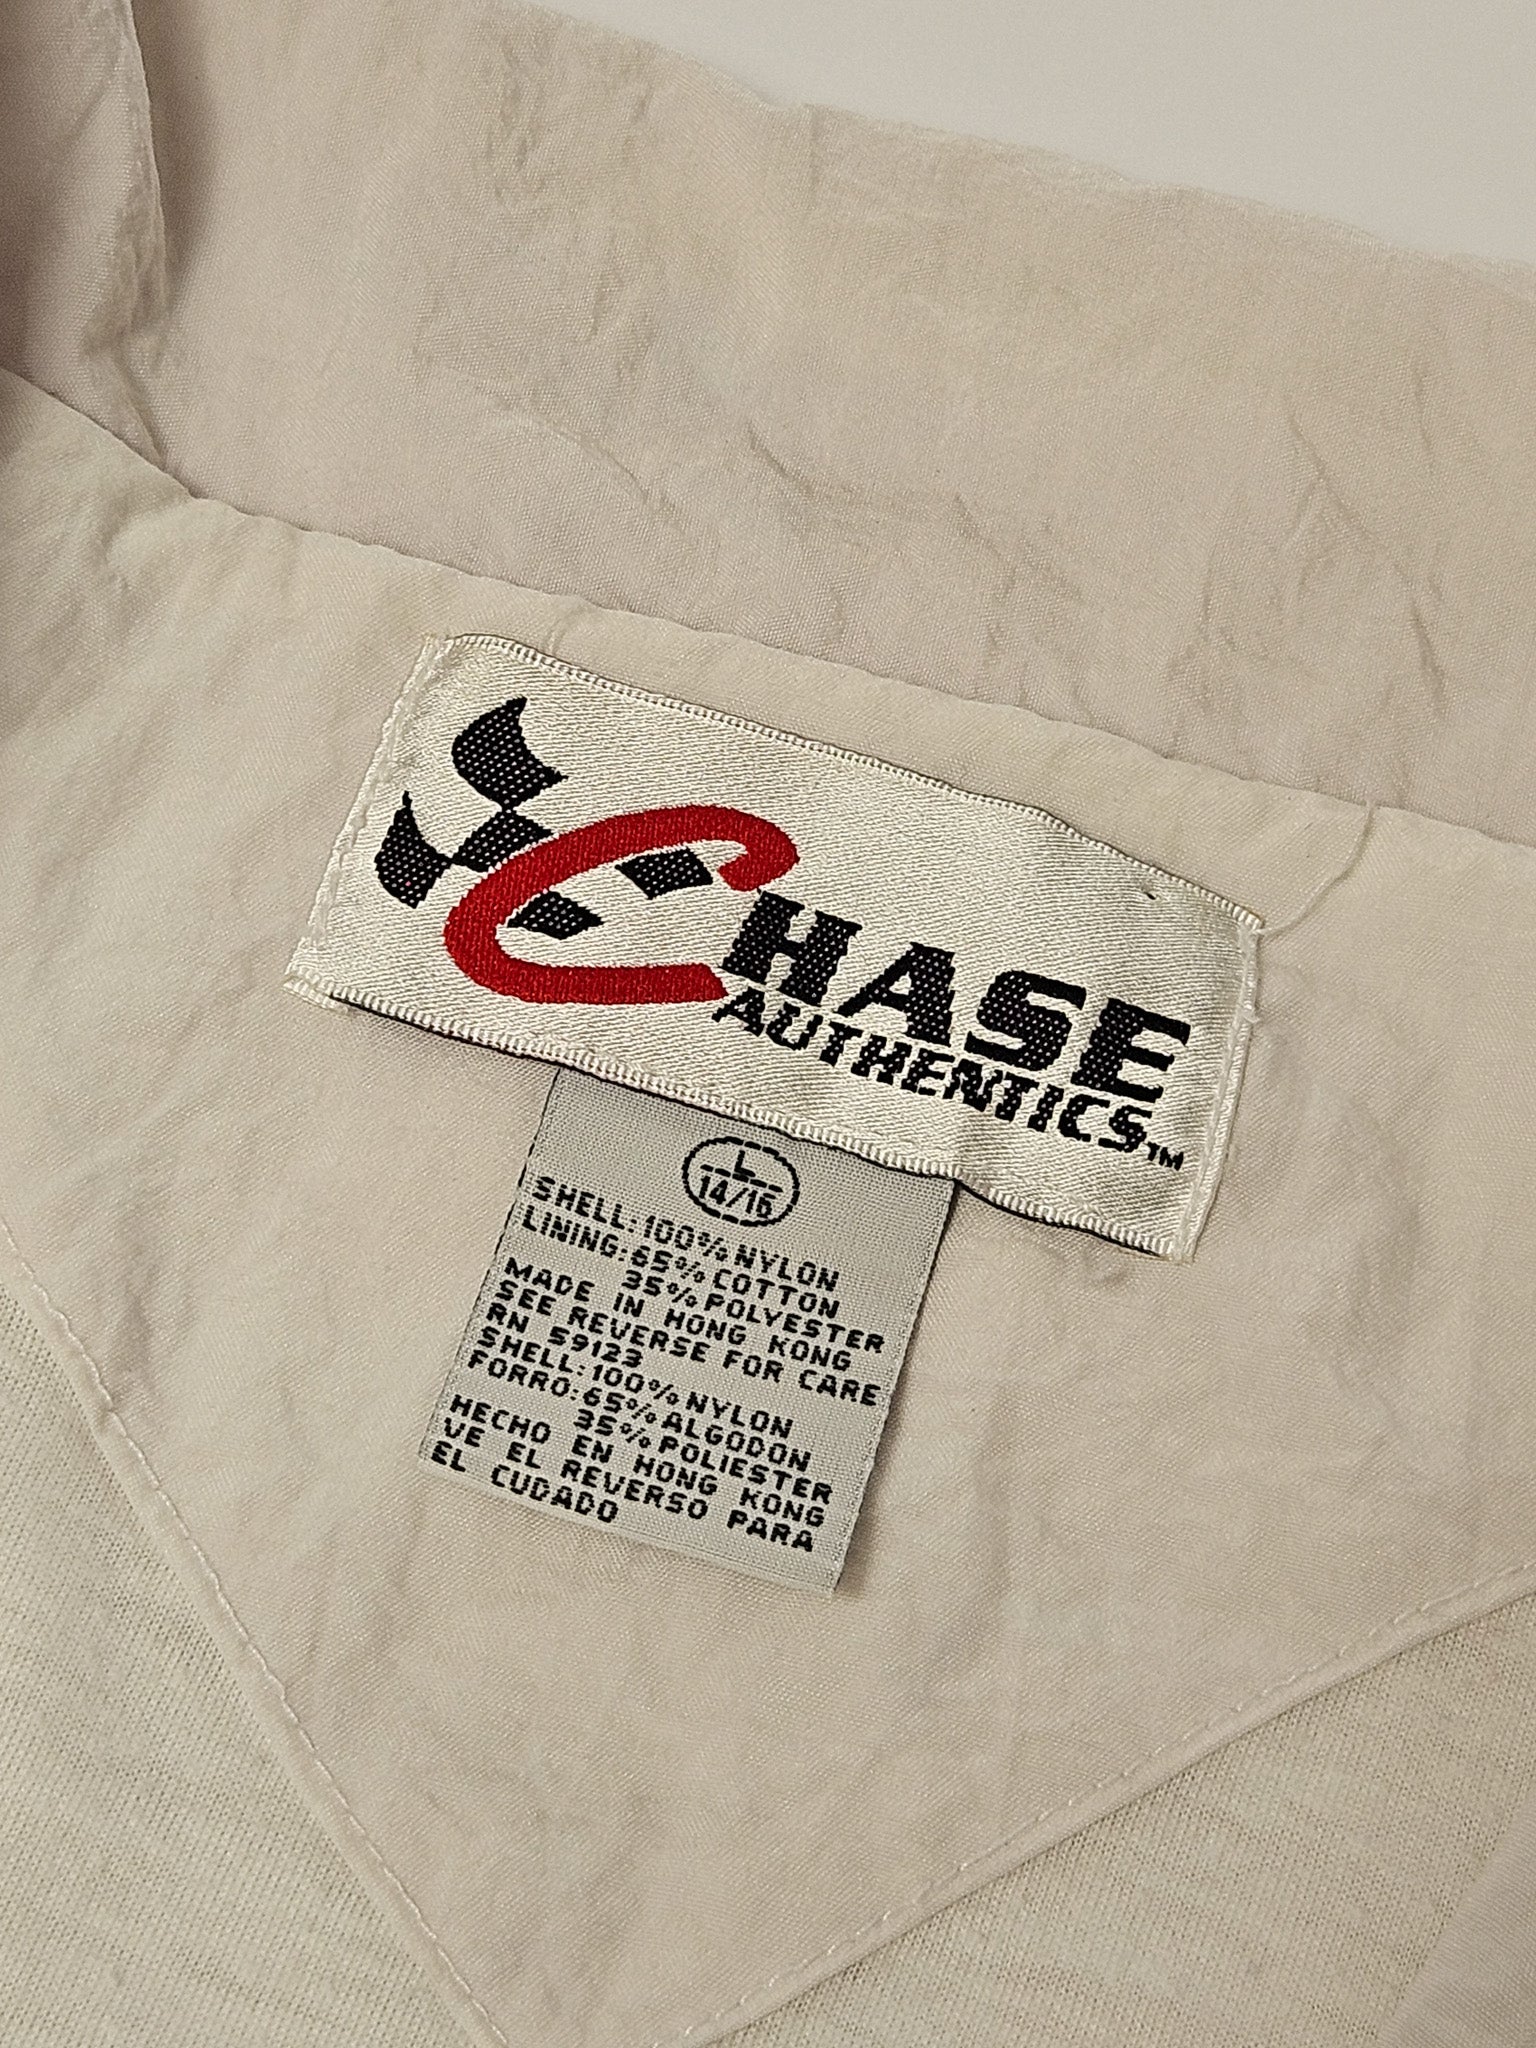 CHASE
AUTHENTICS™
L
14/16
SHELL:100%NYLON
LINING:65%COTTON
35%POLYESTER
MADE IN HONG KONG
SEE REVERSE FOR CARE
RN 59123
SHELL:100%NYLON
FORRO:65%ALGODON
35%POLIESTER
HECHO EN HONG KONG
VE EL REVERSO PARA
EL CUDADO